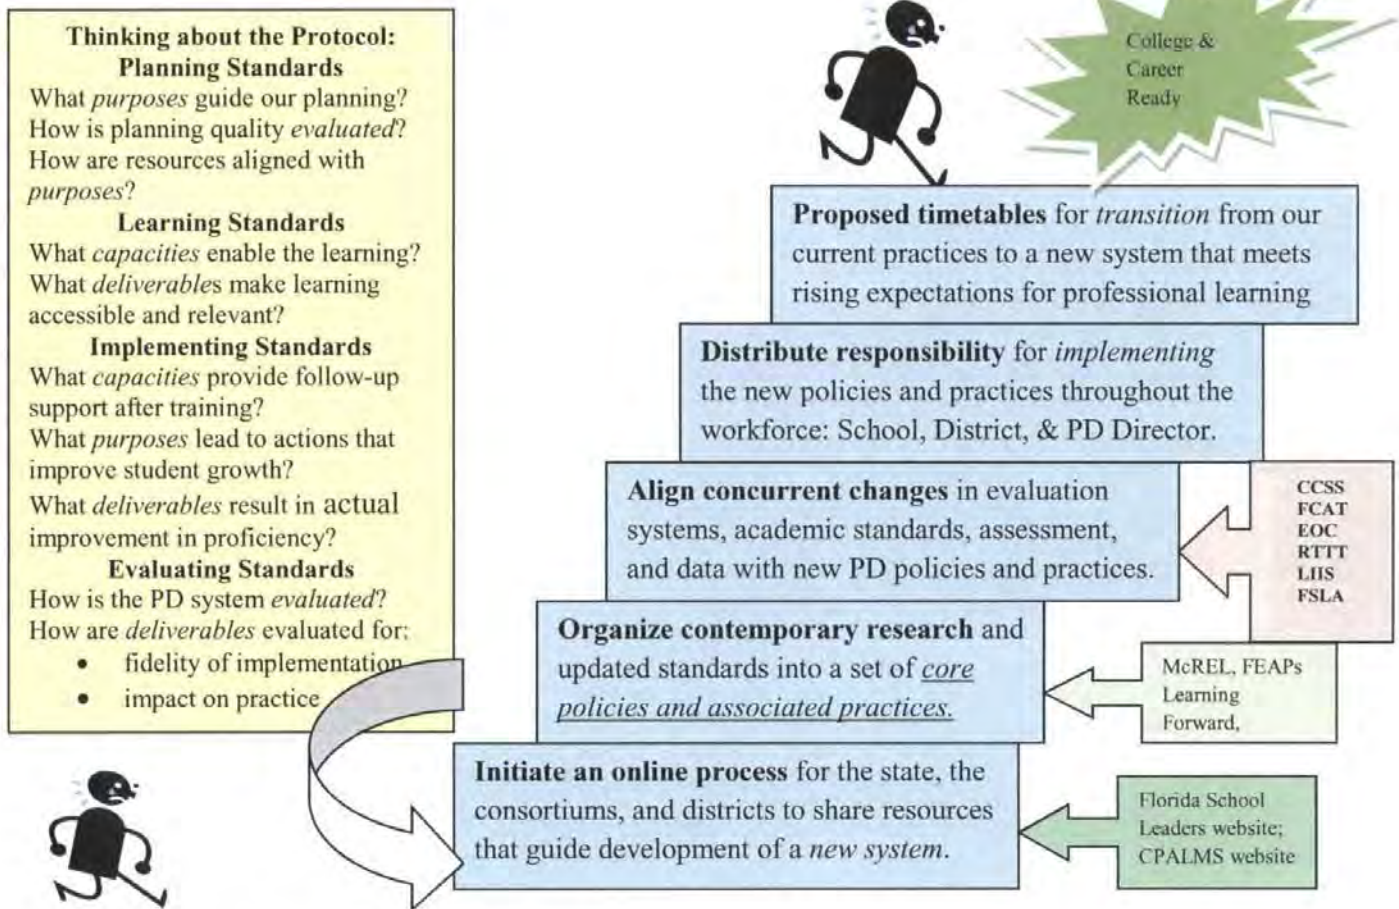 Thinking about the Protocol:
Planning Standards
What purposes guide our planning?
How is planning quality evaluated?
How are resources aligned with
purposes?
Learning Standards
What capacities enable the learning?
What deliverables make learning
accessible and relevant?
Implementing Standards
What capacities provide follow-up
support after training?
What purposes lead to actions that
improve student growth?
What deliverables result in actual
improvement in proficiency?
Evaluating Standards
How is the PD system evaluated?
How are deliverables evaluated for:
• fidelity of implementation
• impact on practice
College &
Career
Ready
Proposed timetables for transition from our
current practices to a new system that meets
rising expectations for professional learning
Distribute responsibility for implementing
the new policies and practices throughout the
workforce: School, District, & PD Director.
Align concurrent changes in evaluation
systems, academic standards, assessment,
and data with new PD policies and practices.
CCSS
FCAT
EOC
RTTT
LIIS
FSLA
Organize contemporary research and
updated standards into a set of core
policies and associated practices.
McREL, FEAPs
Learning
Forward,
Initiate an online process for the state, the
consortiums, and districts to share resources
that guide development of a new system.
Florida School
Leaders website;
CPALMS website